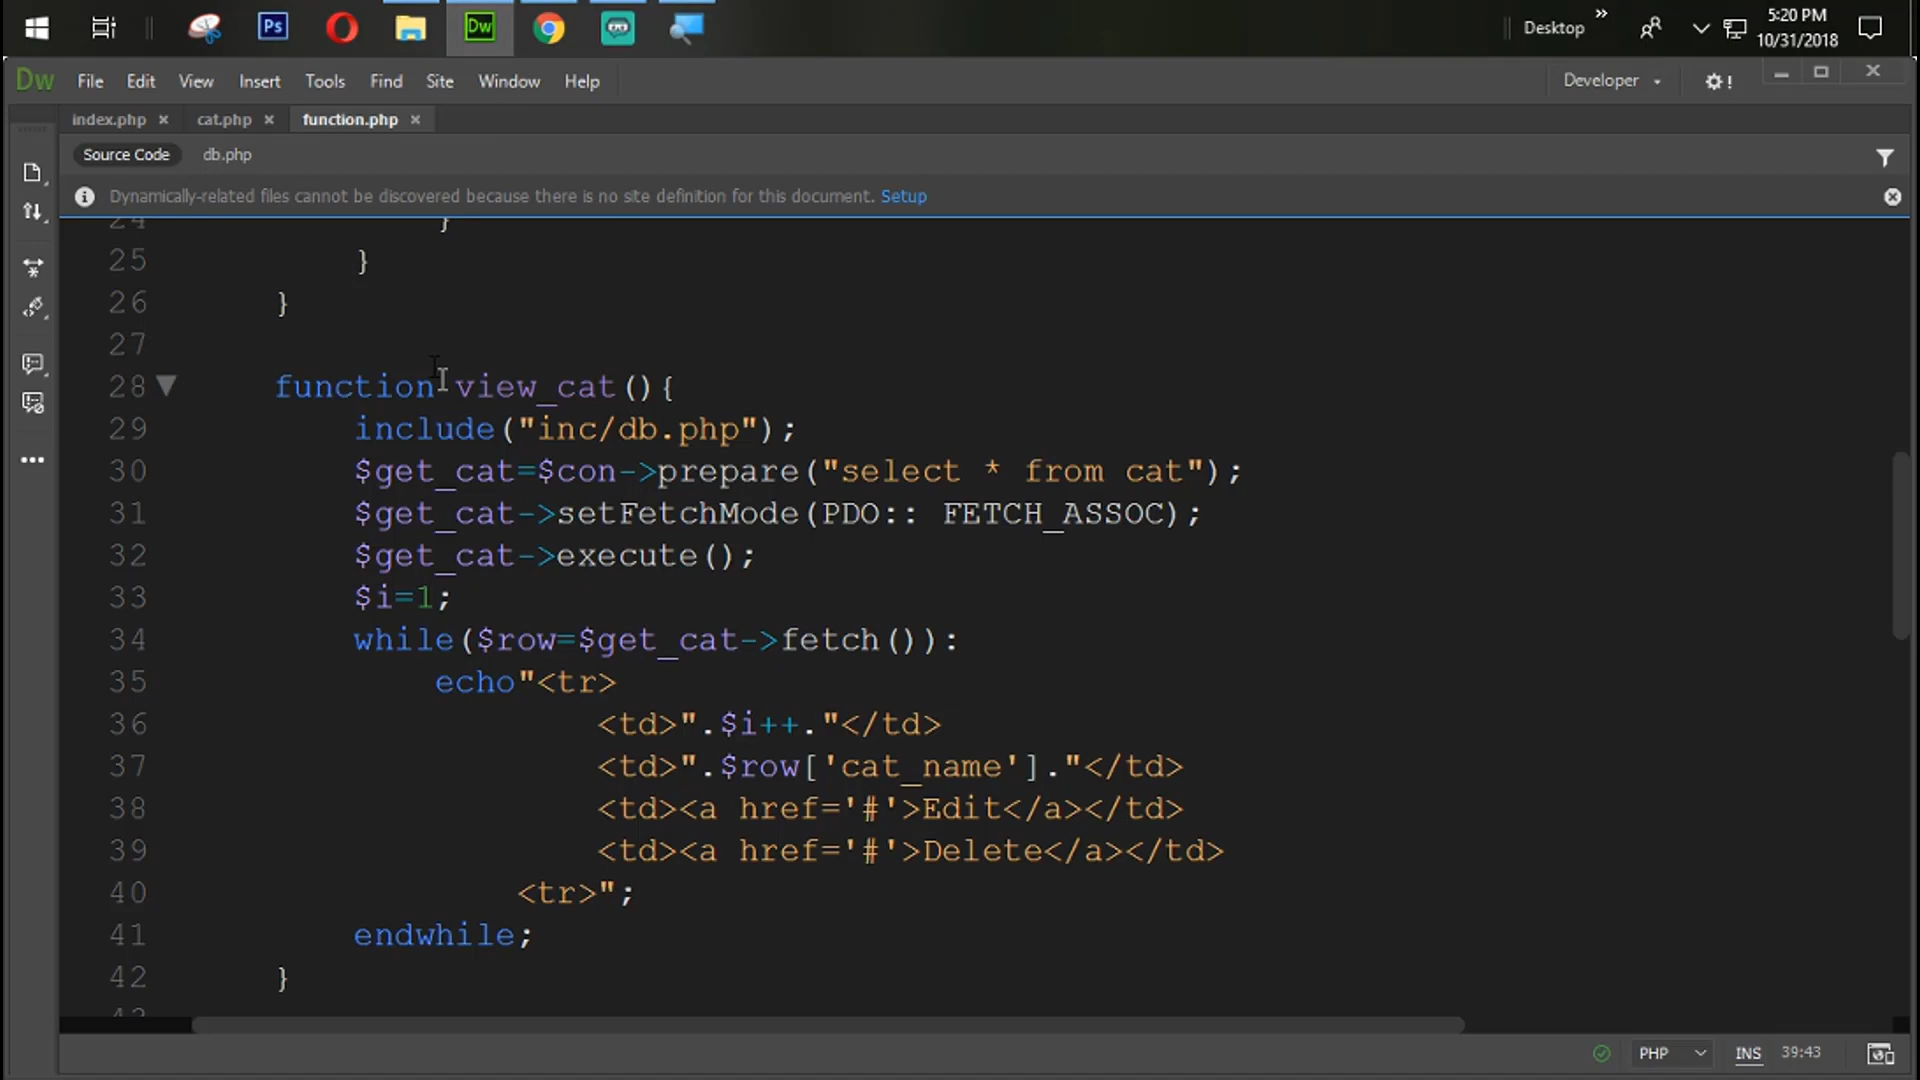 Ps
Dw
Desktop
»
5:20 PM
10/31/2018
Dw File Edit View Insert Tools Find Site Window Help
Developer
!
index.php × cat.php × function.php ×
Source Code db.php
Dynamically-related files cannot be discovered because there is no site definition for this document. Setup
24 }
25 }
26 }
27
28 function view_cat(){
29 include("inc/db.php");
30 $get_cat=$con->prepare("select * from cat");
31 $get_cat->setFetchMode(PDO:: FETCH_ASSOC);
32 $get_cat->execute();
33 $i=1;
34 while($row=$get_cat->fetch()):
35 echo"<tr>
36 <td>".$i++."</td>
37 <td>".$row['cat_name']."</td>
38 <td><a href='#'>Edit</a></td>
39 <td><a href='#'>Delete</a></td>
40 <tr>";
41 endwhile;
42 }
43
PHP INS 39:43